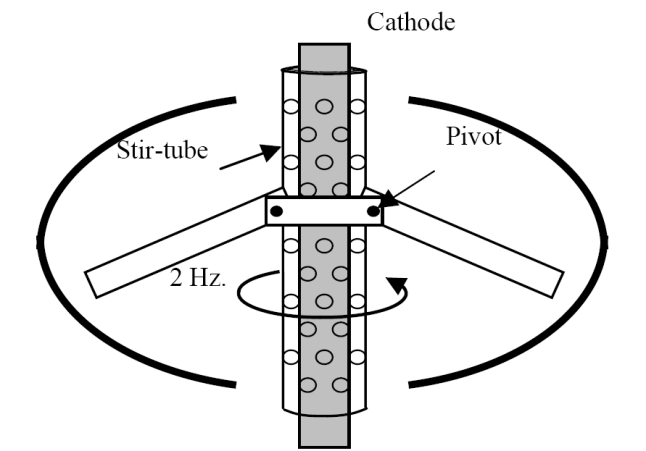 Cathode
Pivot
Stir-tube
2 Hz.